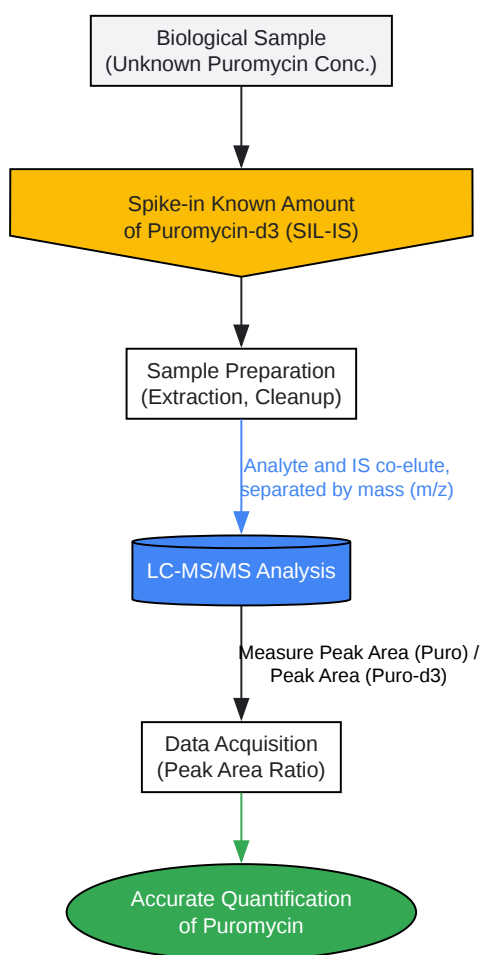 Biological Sample
(Unknown Puromycin Conc.)
Spike-in Known Amount
of Puromycin-d3 (SIL-IS)
Sample Preparation
(Extraction, Cleanup)
Analyte and IS co-elute,
separated by mass (m/z)
LC-MS/MS Analysis
Measure Peak Area (Puro) /
Peak Area (Puro-d3)
Data Acquisition
(Peak Area Ratio)
Accurate Quantification
of Puromycin